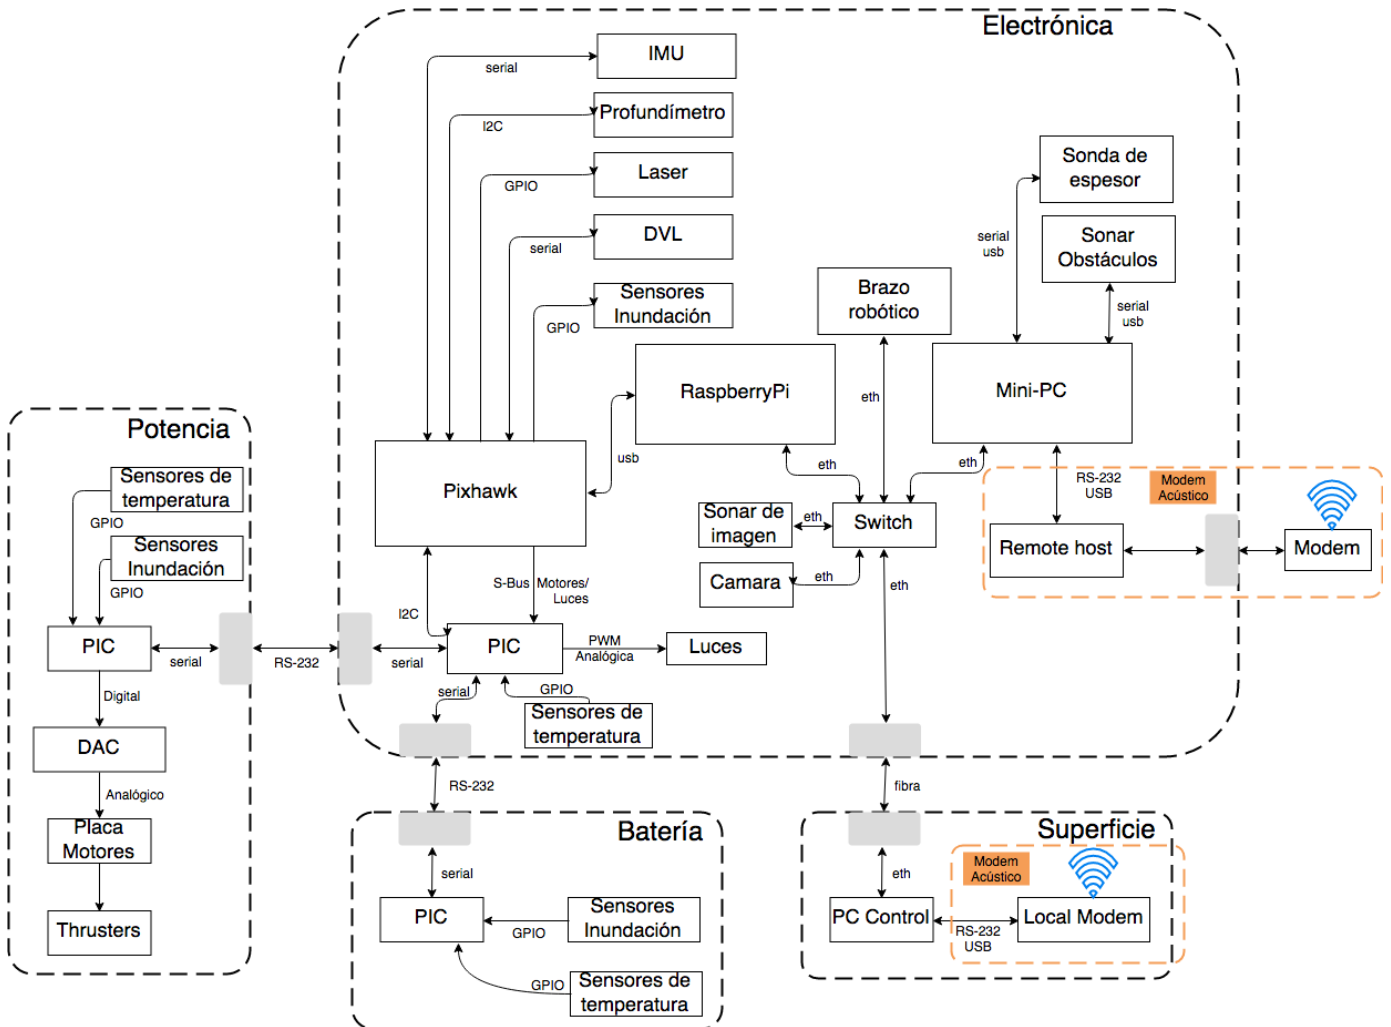 Electrónica
IMU
serial
Profundímetro
I2C
Laser
GPIO
DVL
serial
Sensores
Inundación
GPIO
Sonda de
espesor
serial
usb
Sonar
Obstáculos
serial
usb
Brazo
robótico
RaspberryPi
Mini-PC
eth
usb
eth
eth
Pixhawk
Sonar de
imagen
eth
Switch
Camara
eth
eth
RS-232
USB
Modem
Acústico
Remote host
Modem
S-Bus
Motores/
Luces
I2C
PIC
PWM
Analógica
Luces
serial
serial
GPIO
Sensores de
temperatura
Potencia
Sensores de
temperatura
GPIO
Sensores
Inundación
GPIO
PIC
serial
RS-232
Digital
DAC
Analógico
Placa
Motores
Thrusters
RS-232
Batería
serial
PIC
Sensores
Inundación
GPIO
GPIO
Sensores de
temperatura
fibra
Superficie
Modem
Acústico
eth
PC Control
RS-232
USB
Local Modem